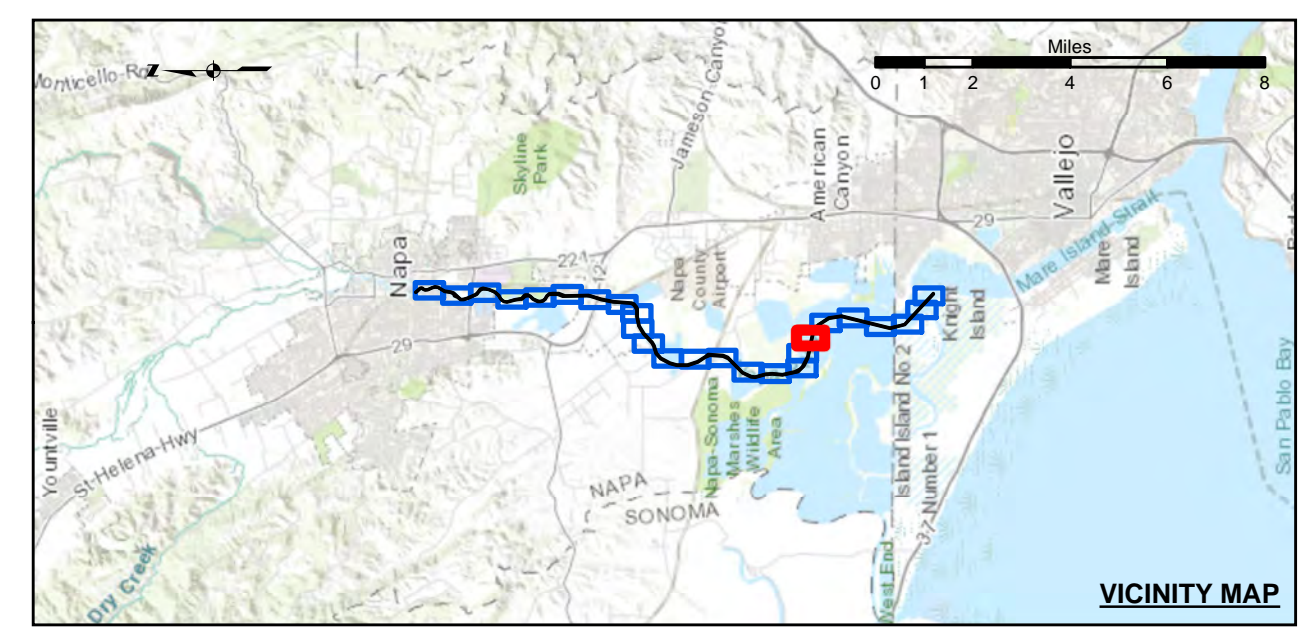 Monticello-Rd
Z
Miles
0 1 2 4 6 8
Jameson Canyon
Skyline
Park
American
Canyon
Vallejo
29
Mare Island-Strait
Mare
Island
221
12
Napa
Napa
County
Airport
Knight
Island
29
Napa-Sonoma
Marshes
Wildlife
Area
Island Island No 2
37-Number 1
San Pablo Bay
Yountville
St-Helena-Hwy
NAPA
SONOMA
Dry Creek
West End
VICINITY MAP